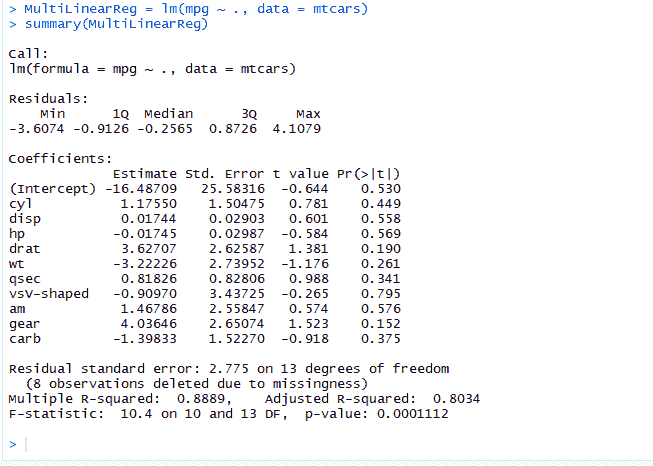 > MultiLinearReg = lm(mpg ~ ., data = mtcars)
> summary(MultiLinearReg)
Call:
lm(formula = mpg ~ ., data = mtcars)
Residuals:
    Min      1Q  Median      3Q     Max
-3.6074 -0.9126 -0.2565  0.8726  4.1079
Coefficients:
             Estimate Std. Error t value Pr(>|t|)
(Intercept) -16.48709   25.58316  -0.644    0.530
cyl           1.17550    1.50475   0.781    0.449
disp          0.01744    0.02903   0.601    0.558
hp           -0.01745    0.02987  -0.584    0.569
drat          3.62707    2.62587   1.381    0.190
wt           -3.22226    2.73952  -1.176    0.261
qsec          0.81826    0.82806   0.988    0.341
vsV-shaped   -0.90970    3.43725  -0.265    0.795
am            1.46786    2.55847   0.574    0.576
gear          4.03646    2.65074   1.523    0.152
carb         -1.39833    1.52270  -0.918    0.375
Residual standard error: 2.775 on 13 degrees of freedom
  (8 observations deleted due to missingness)
Multiple R-squared:  0.8889,    Adjusted R-squared:  0.8034
F-statistic:  10.4 on 10 and 13 DF,  p-value: 0.0001112
>